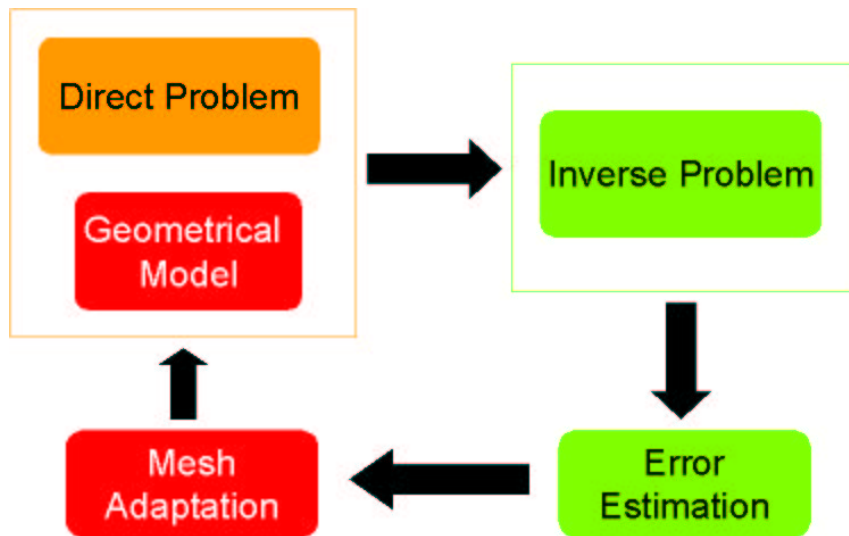 Direct Problem
Geometrical
Model
Inverse Problem
Error
Estimation
Mesh
Adaptation